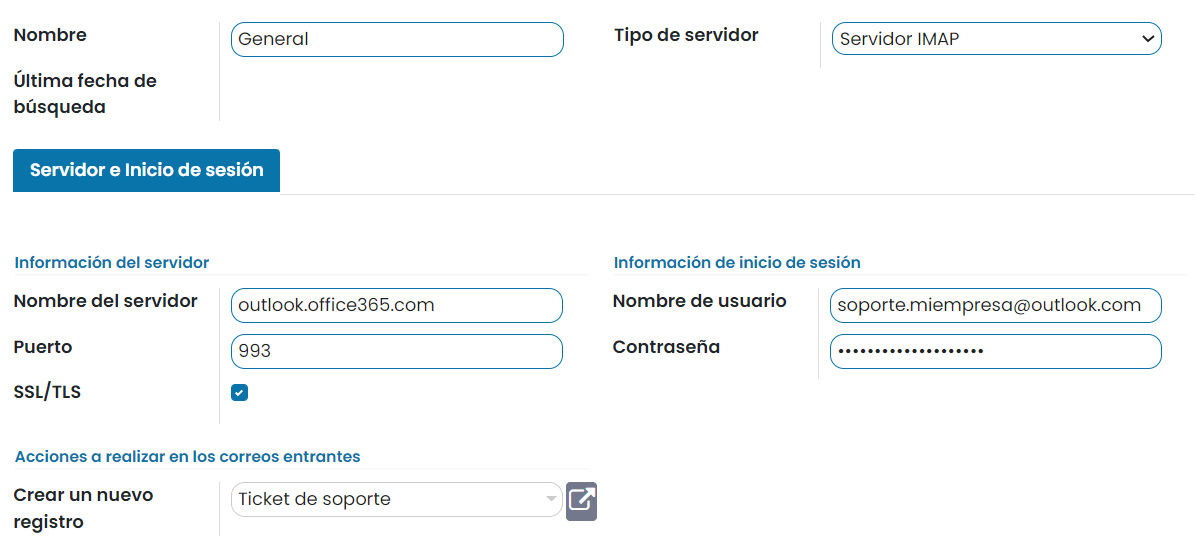 Nombre
General
Tipo de servidor
Servidor IMAP
Última fecha de
búsqueda
Servidor e Inicio de sesión
Información del servidor
Información de inicio de sesión
Nombre del servidor
outlook.office365.com
Nombre de usuario
soporte.miempresa@outlook.com
Puerto
993
Contraseña
••••••••••••••••••••
SSL/TLS
Acciones a realizar en los correos entrantes
Crear un nuevo
registro
Ticket de soporte